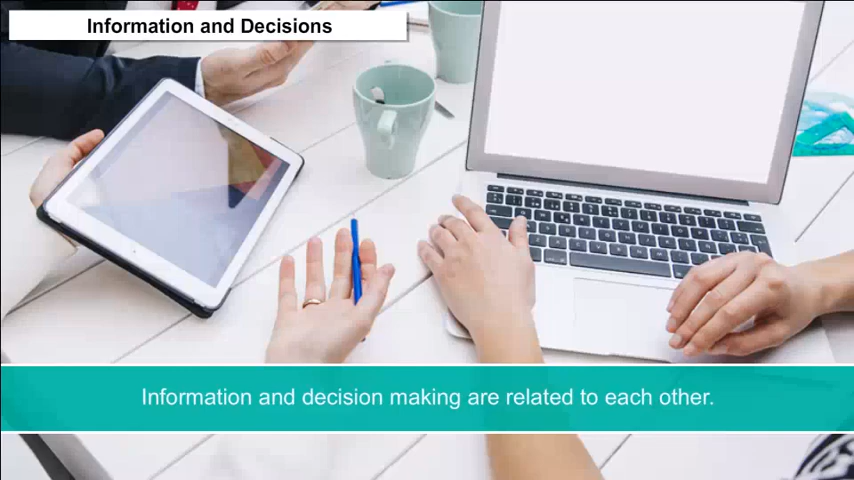 Information and Decisions
Information and decision making are related to each other.